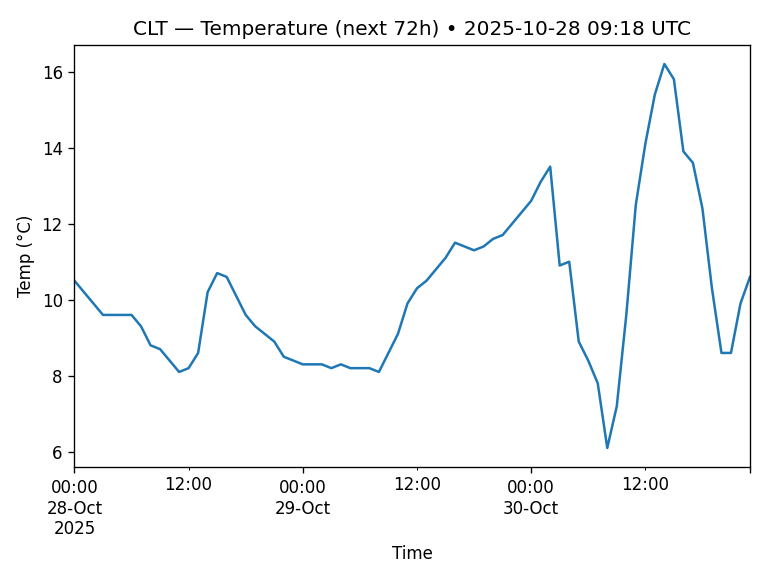 CLT — Temperature (next 72h) • 2025-10-28 09:18 UTC
Temp (°C)
16
14
12
10
8
6
00:00 12:00 00:00 12:00 00:00 12:00
28-Oct 29-Oct 30-Oct
2025
Time